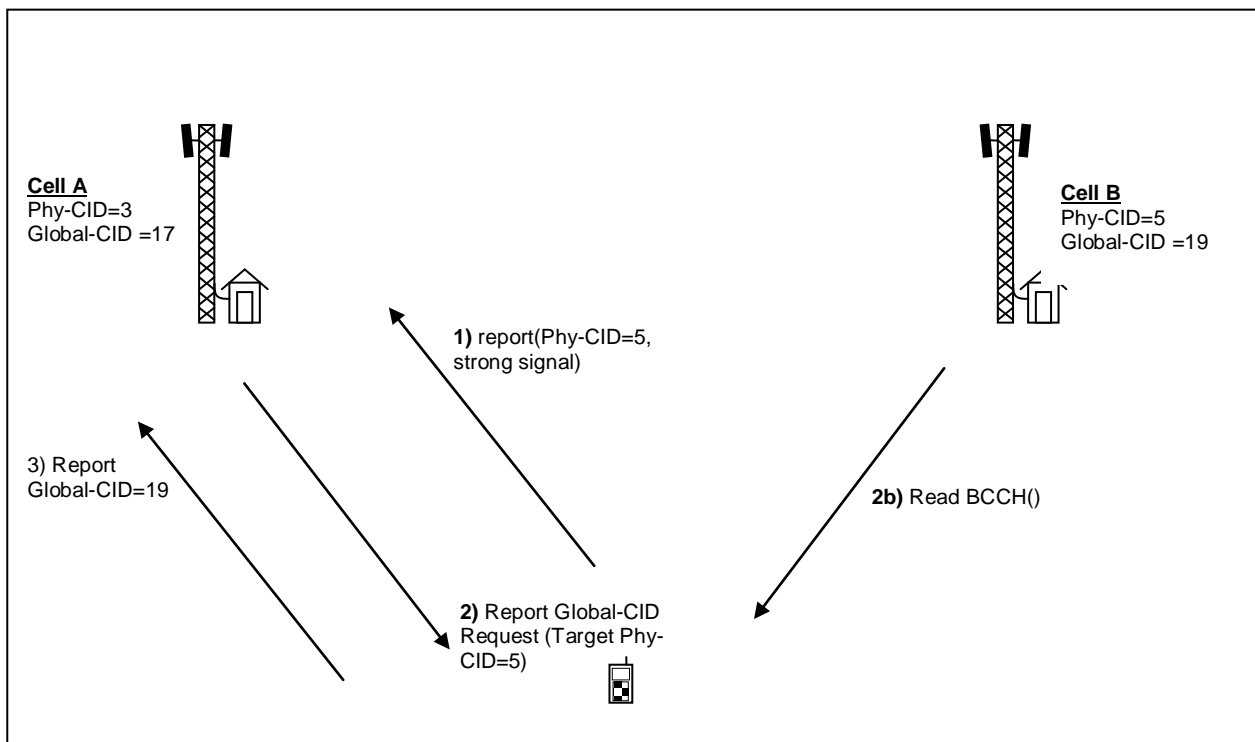 Cell A
Phy-CID=3
Global-CID =17
Cell B
Phy-CID=5
Global-CID =19
1) report(Phy-CID=5,
strong signal)
3) Report
Global-CID=19
2b) Read BCCH()
2) Report Global-CID
Request (Target Phy-
CID=5)